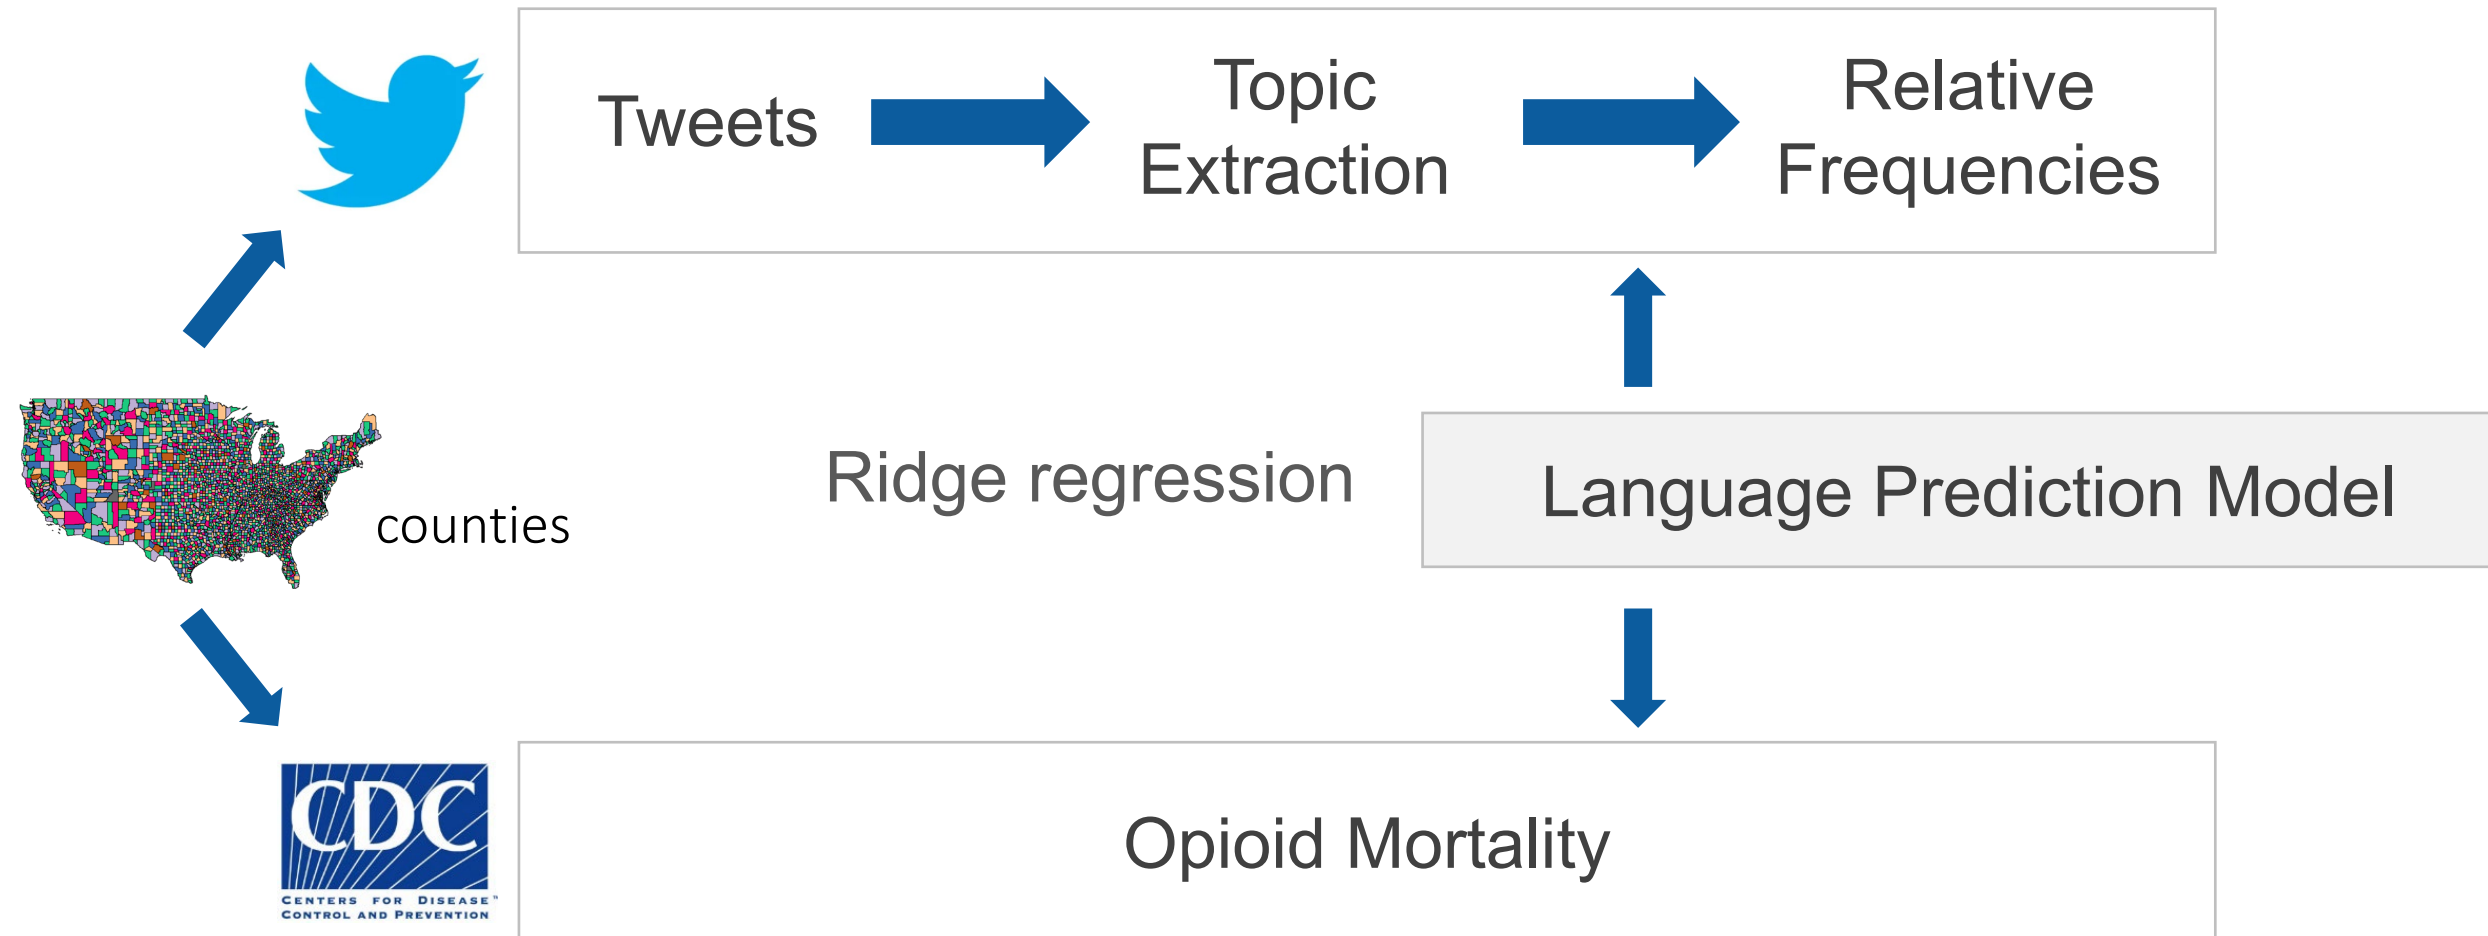 Tweets
Topic
Extraction
Relative
Frequencies
counties
Ridge regression
Language Prediction Model
CDC
CENTERS FOR DISEASE™
CONTROL AND PREVENTION
Opioid Mortality